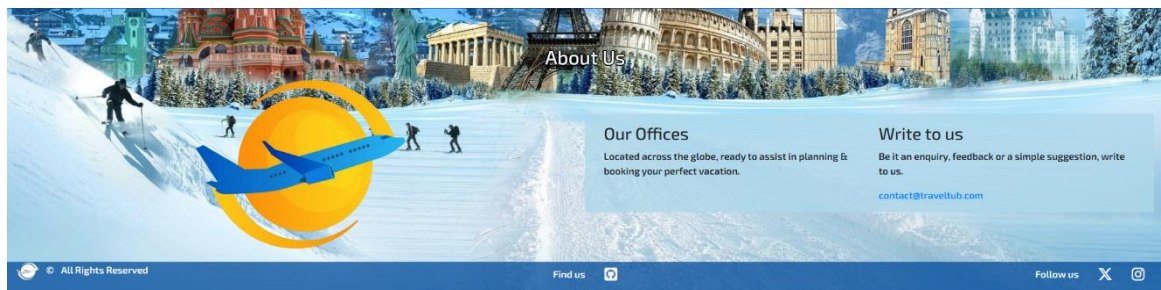 About Us
Our Offices
Located across the globe, ready to assist in planning &
booking your perfect vacation.
Write to us
Be it an enquiry, feedback or a simple suggestion, write
to us.
contact@traveltub.com
© All Rights Reserved
Find us
Follow us